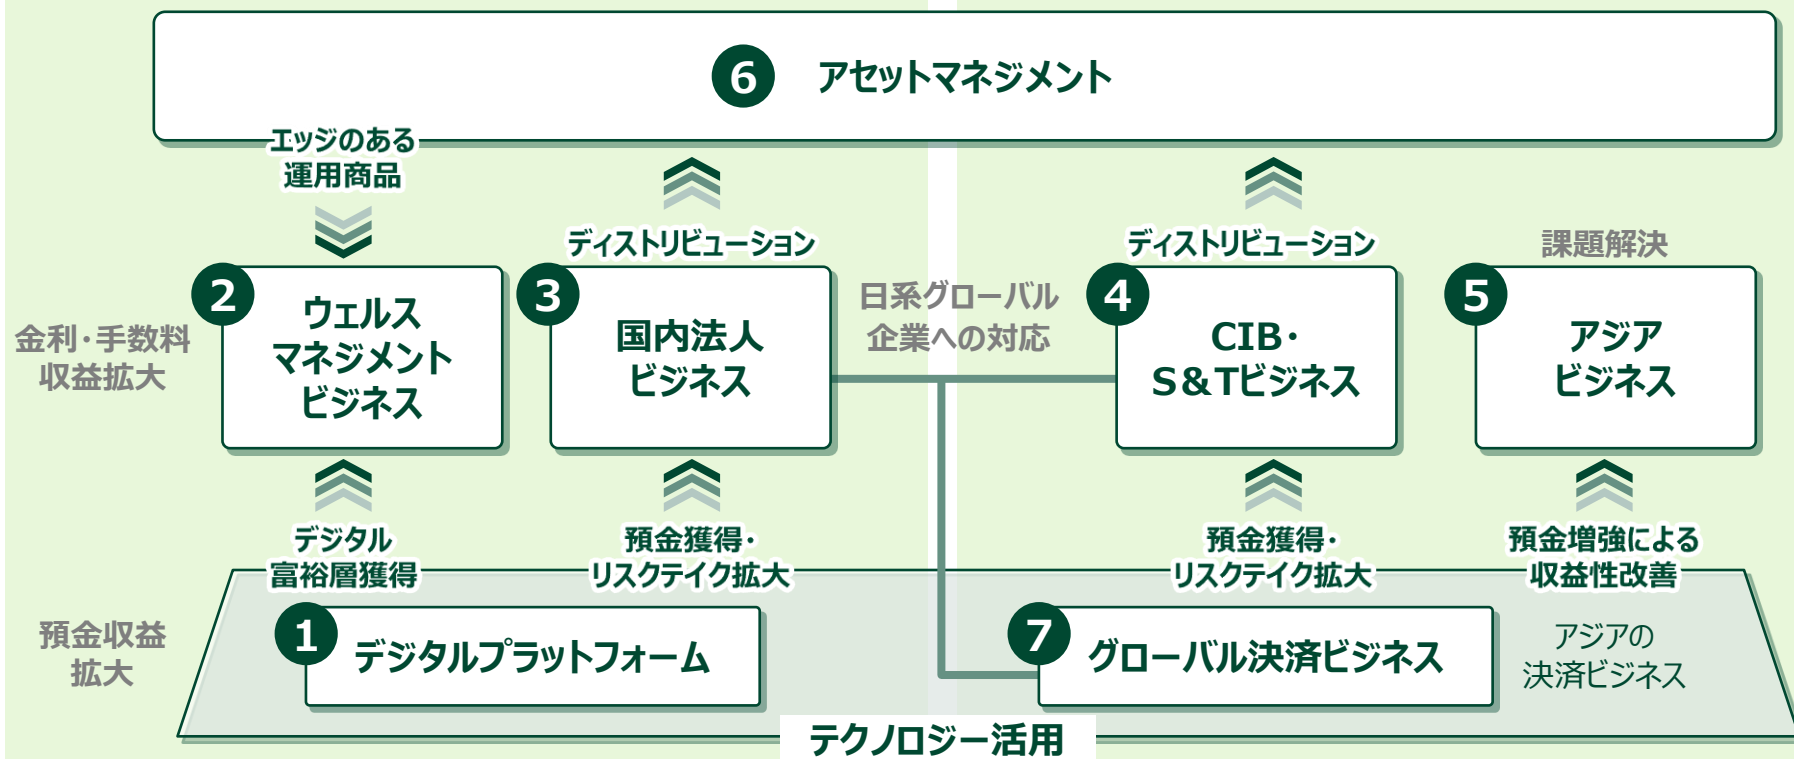 6 アセットマネジメント
エッジのある
運用商品
ディストリビューション
ディストリビューション
課題解決
金利・手数料
収益拡大
2 ウェルス
マネジメント
ビジネス
3 国内法人
ビジネス
日系グローバル
企業への対応
4 CIB・
S&Tビジネス
5 アジア
ビジネス
デジタル
富裕層獲得
預金獲得・
リスクテイク拡大
預金獲得・
リスクテイク拡大
預金増強による
収益性改善
預金収益
拡大
1 デジタルプラットフォーム
7 グローバル決済ビジネス
アジアの
決済ビジネス
テクノロジー活用